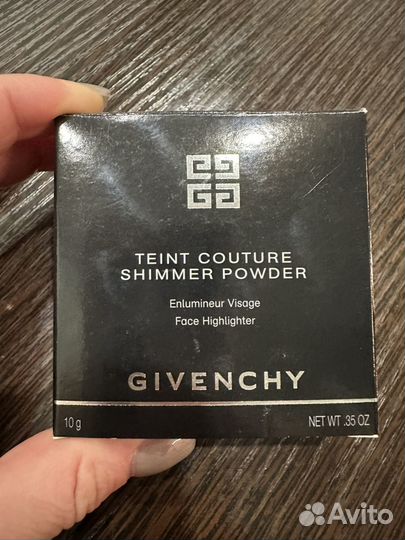 TEINT COUTURE
SHIMMER POWDER
Enlumineur Visage
Face Highlighter
GIVENCHY
10 g NET WT .35 OZ
Avito